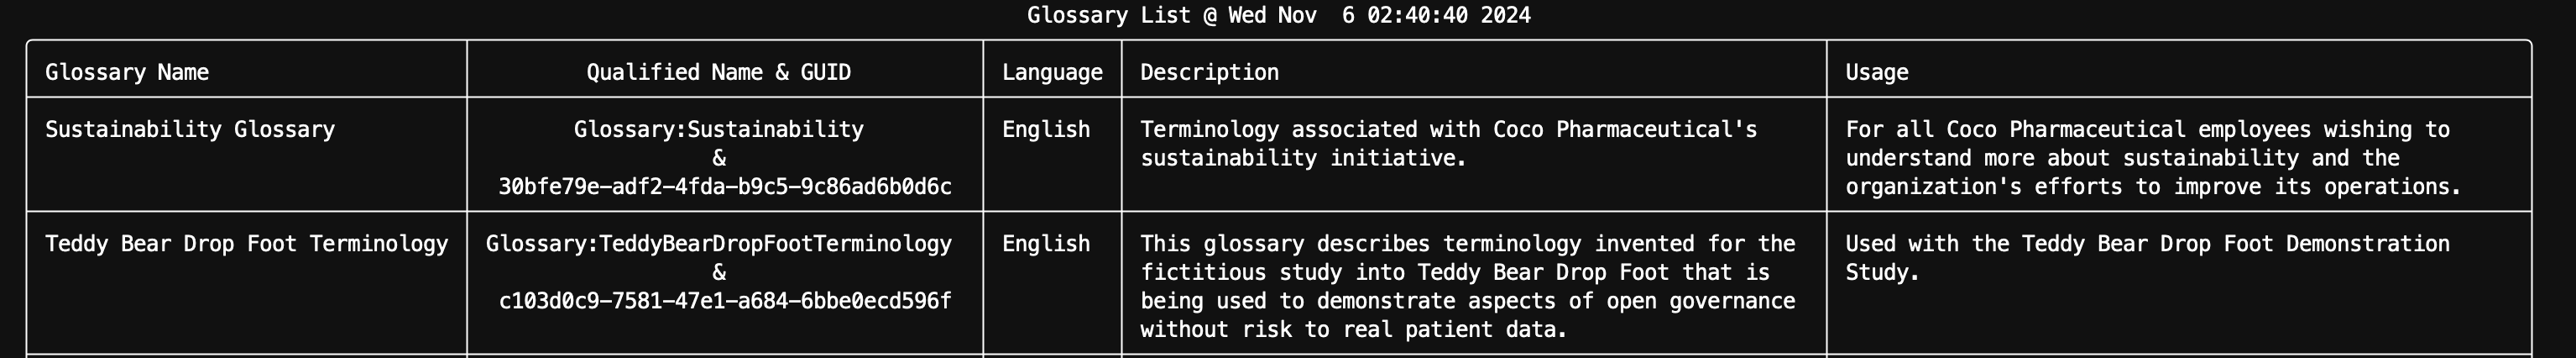 Glossary List @ Wed Nov  6 02:40:40 2024
Glossary Name
Qualified Name & GUID
Language
Description
Usage
Sustainability Glossary
Glossary:Sustainability
&
30bfe79e-adf2-4fda-b9c5-9c86ad6b0d6c
English
Terminology associated with Coco Pharmaceutical's
sustainability initiative.
For all Coco Pharmaceutical employees wishing to
understand more about sustainability and the
organization's efforts to improve its operations.
Teddy Bear Drop Foot Terminology
Glossary:TeddyBearDropFootTerminology
&
c103d0c9-7581-47e1-a684-6bbe0ecd596f
English
This glossary describes terminology invented for the
fictitious study into Teddy Bear Drop Foot that is
being used to demonstrate aspects of open governance
without risk to real patient data.
Used with the Teddy Bear Drop Foot Demonstration
Study.